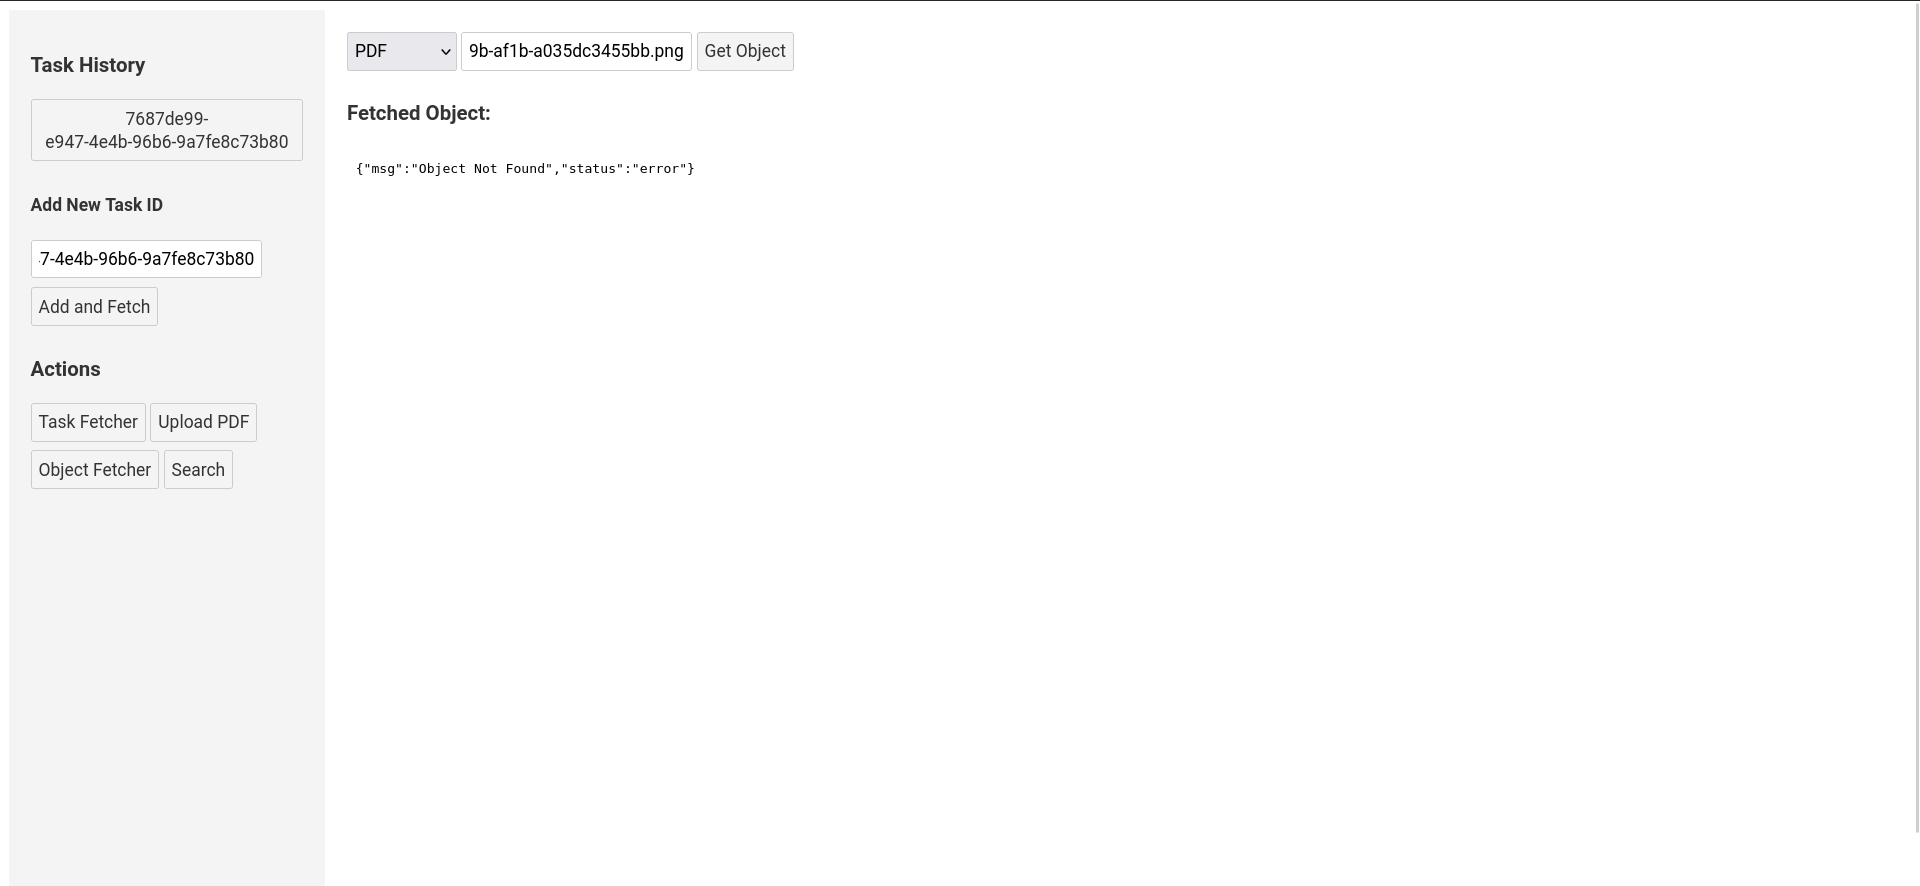 Task History
7687de99-
e947-4e4b-96b6-9a7fe8c73b80
Add New Task ID
7-4e4b-96b6-9a7fe8c73b80
Add and Fetch
Actions
Task Fetcher
Upload PDF
Object Fetcher
Search
PDF
9b-af1b-a035dc3455bb.png
Get Object
Fetched Object:
{"msg":"Object Not Found","status":"error"}